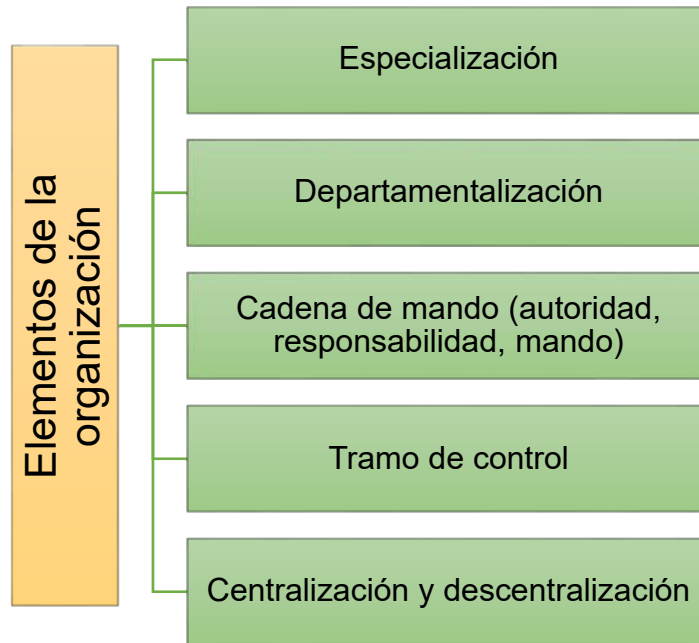 Elementos de la
organización
Especialización
Departamentalización
Cadena de mando (autoridad,
responsabilidad, mando)
Tramo de control
Centralización y descentralización